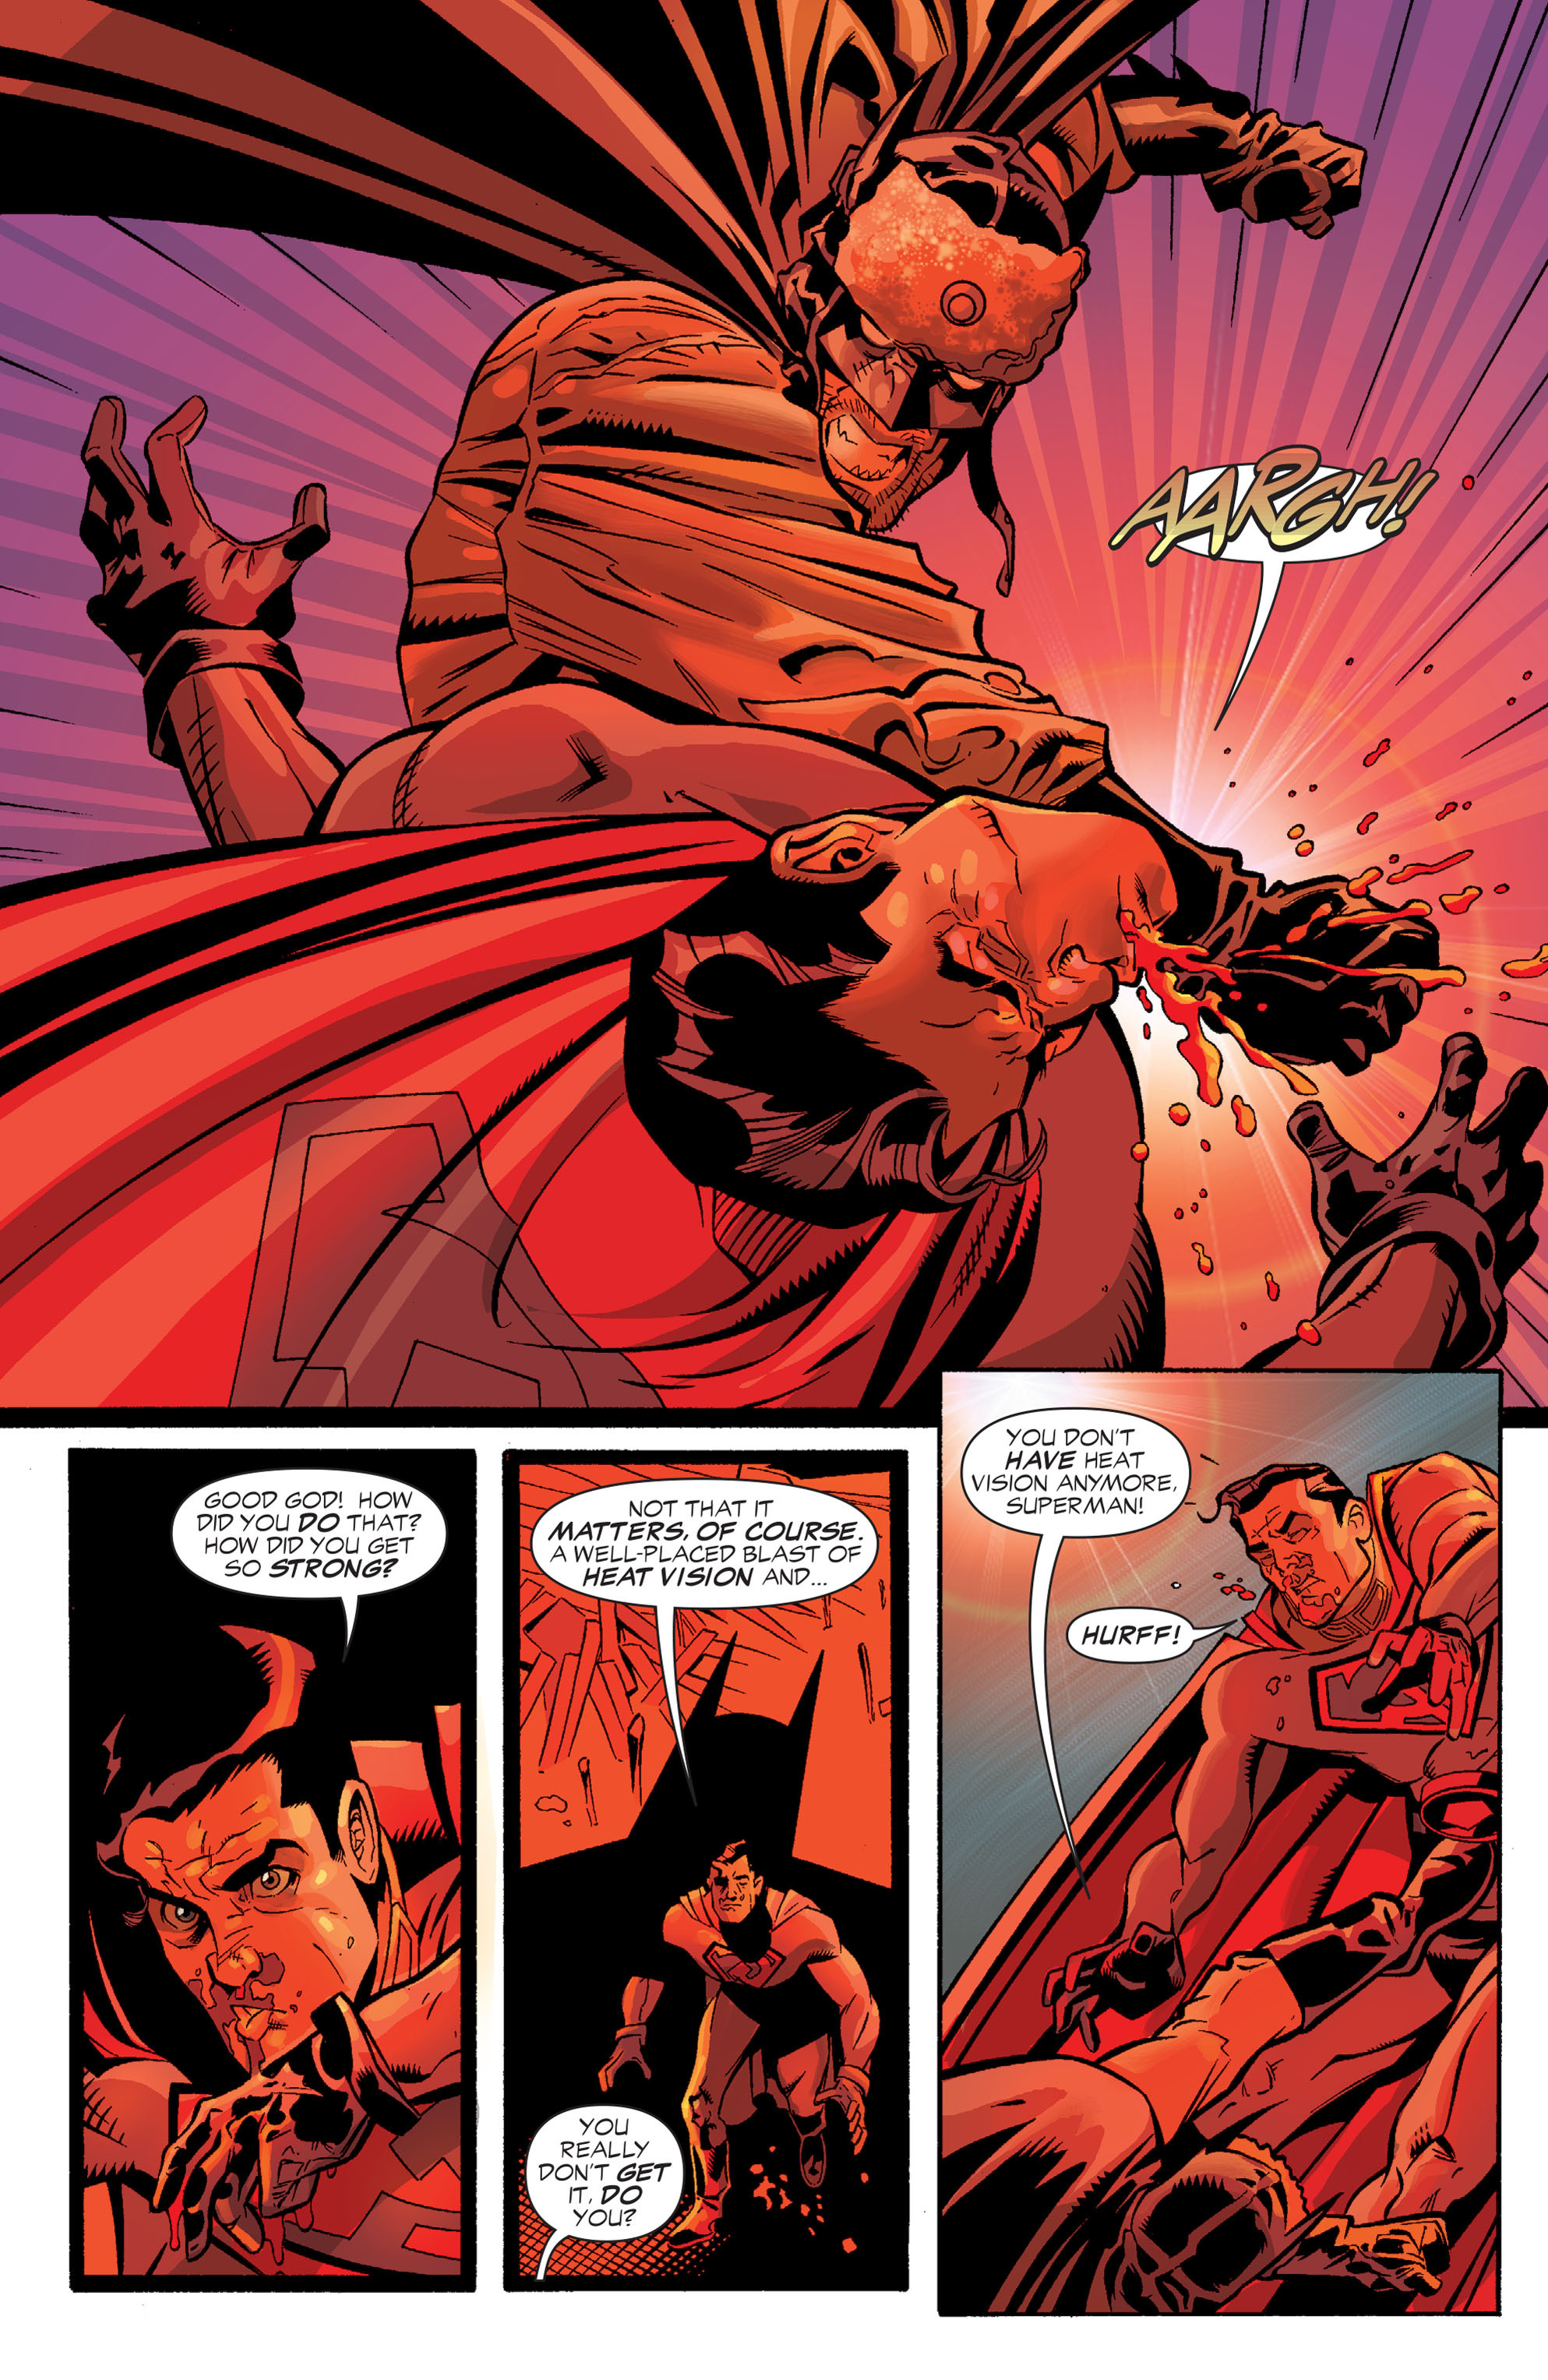 AARGH!
GOOD GOD! HOW
DID YOU DO THAT?
HOW DID YOU GET
SO STRONG?
NOT THAT IT
MATTERS, OF COURSE.
A WELL-PLACED BLAST OF
HEAT VISION AND...
YOU
REALLY
DON'T GET
IT, DO
YOU?
YOU DON'T
HAVE HEAT
VISION ANYMORE,
SUPERMAN!
HURFF!